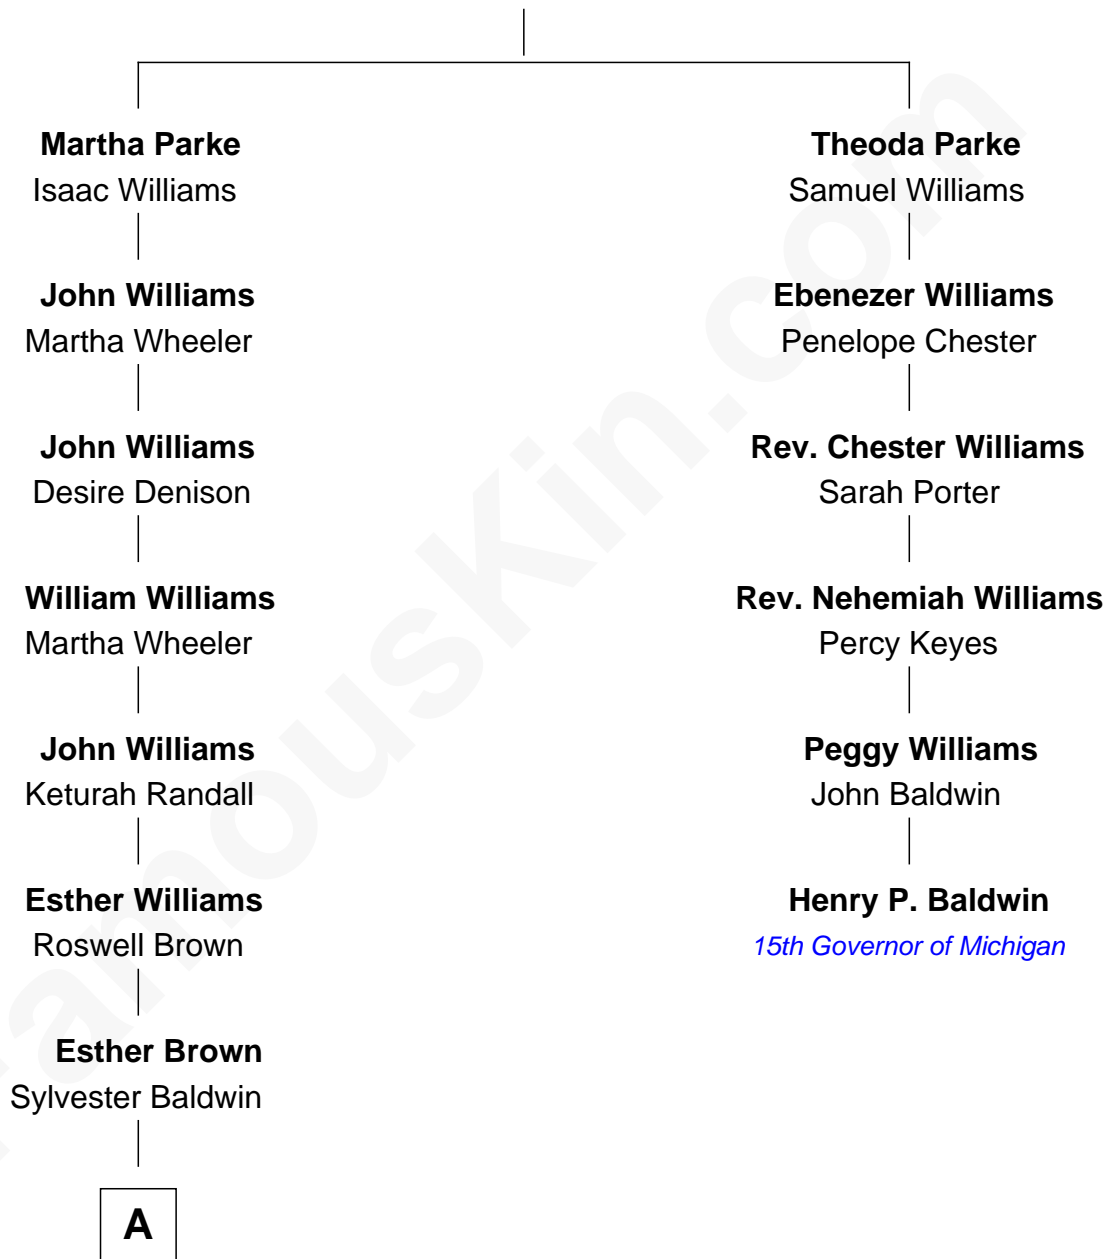 Martha Parke
Isaac Williams
Theoda Parke
Samuel Williams
John Williams
Martha Wheeler
Ebenezer Williams
Penelope Chester
John Williams
Desire Denison
Rev. Chester Williams
Sarah Porter
William Williams
Martha Wheeler
Rev. Nehemiah Williams
Percy Keyes
John Williams
Keturah Randall
Peggy Williams
John Baldwin
Esther Williams
Roswell Brown
Henry P. Baldwin
15th Governor of Michigan
Esther Brown
Sylvester Baldwin
A
FamousKin.com